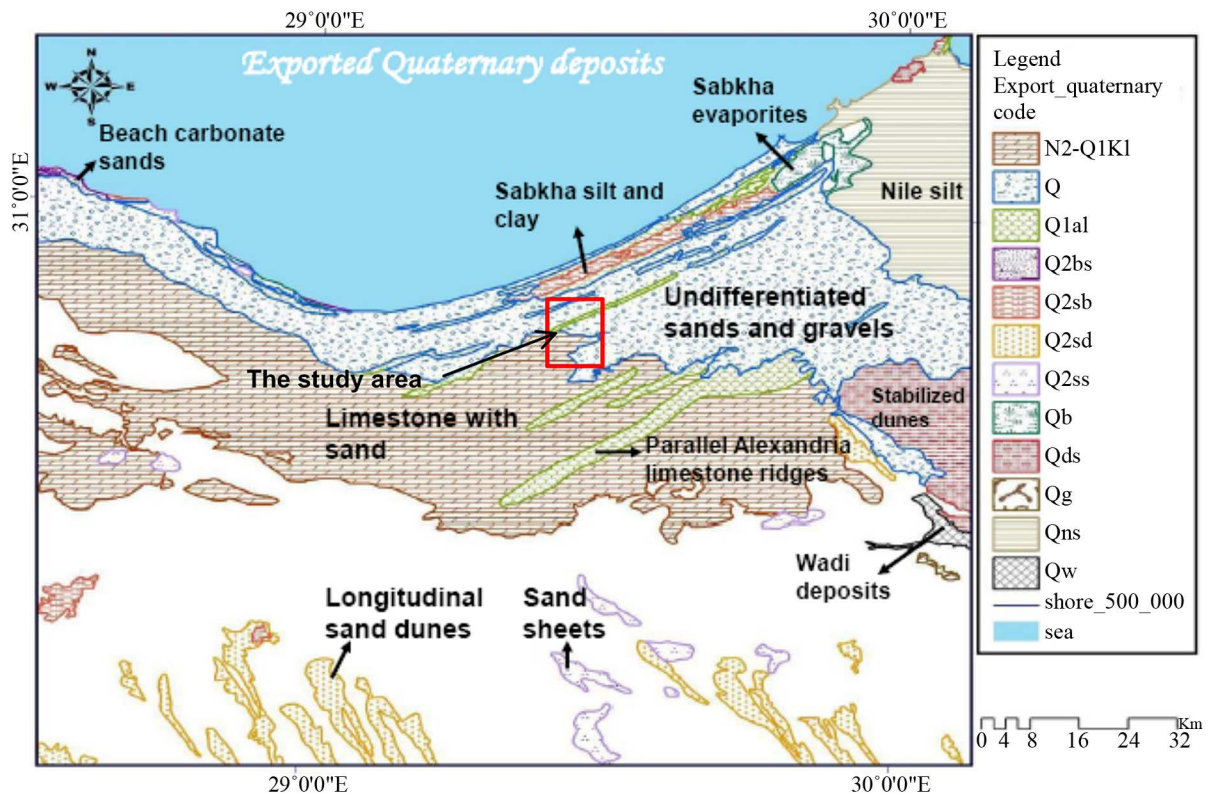 29°0'0"E
30°0'0"E
Exported Quaternary deposits
N
W
E
S
Beach carbonate
sands
Sabkha
evaporites
31°0'0"E
Sabkha silt and
clay
Nile silt
Undifferentiated
sands and gravels
The study area
Limestone with
sand
Stabilized
dunes
Parallel Alexandria
limestone ridges
Wadi
deposits
Longitudinal
sand dunes
Sand
sheets
29°0'0"E
30°0'0"E
Legend
Export_quaternary
code
N2-Q1Kl
Q
Q1al
Q2bs
Q2sb
Q2sd
Q2ss
Qb
Qds
Qg
Qns
Qw
shore_500_000
sea
Km
0 4 8 16 24 32